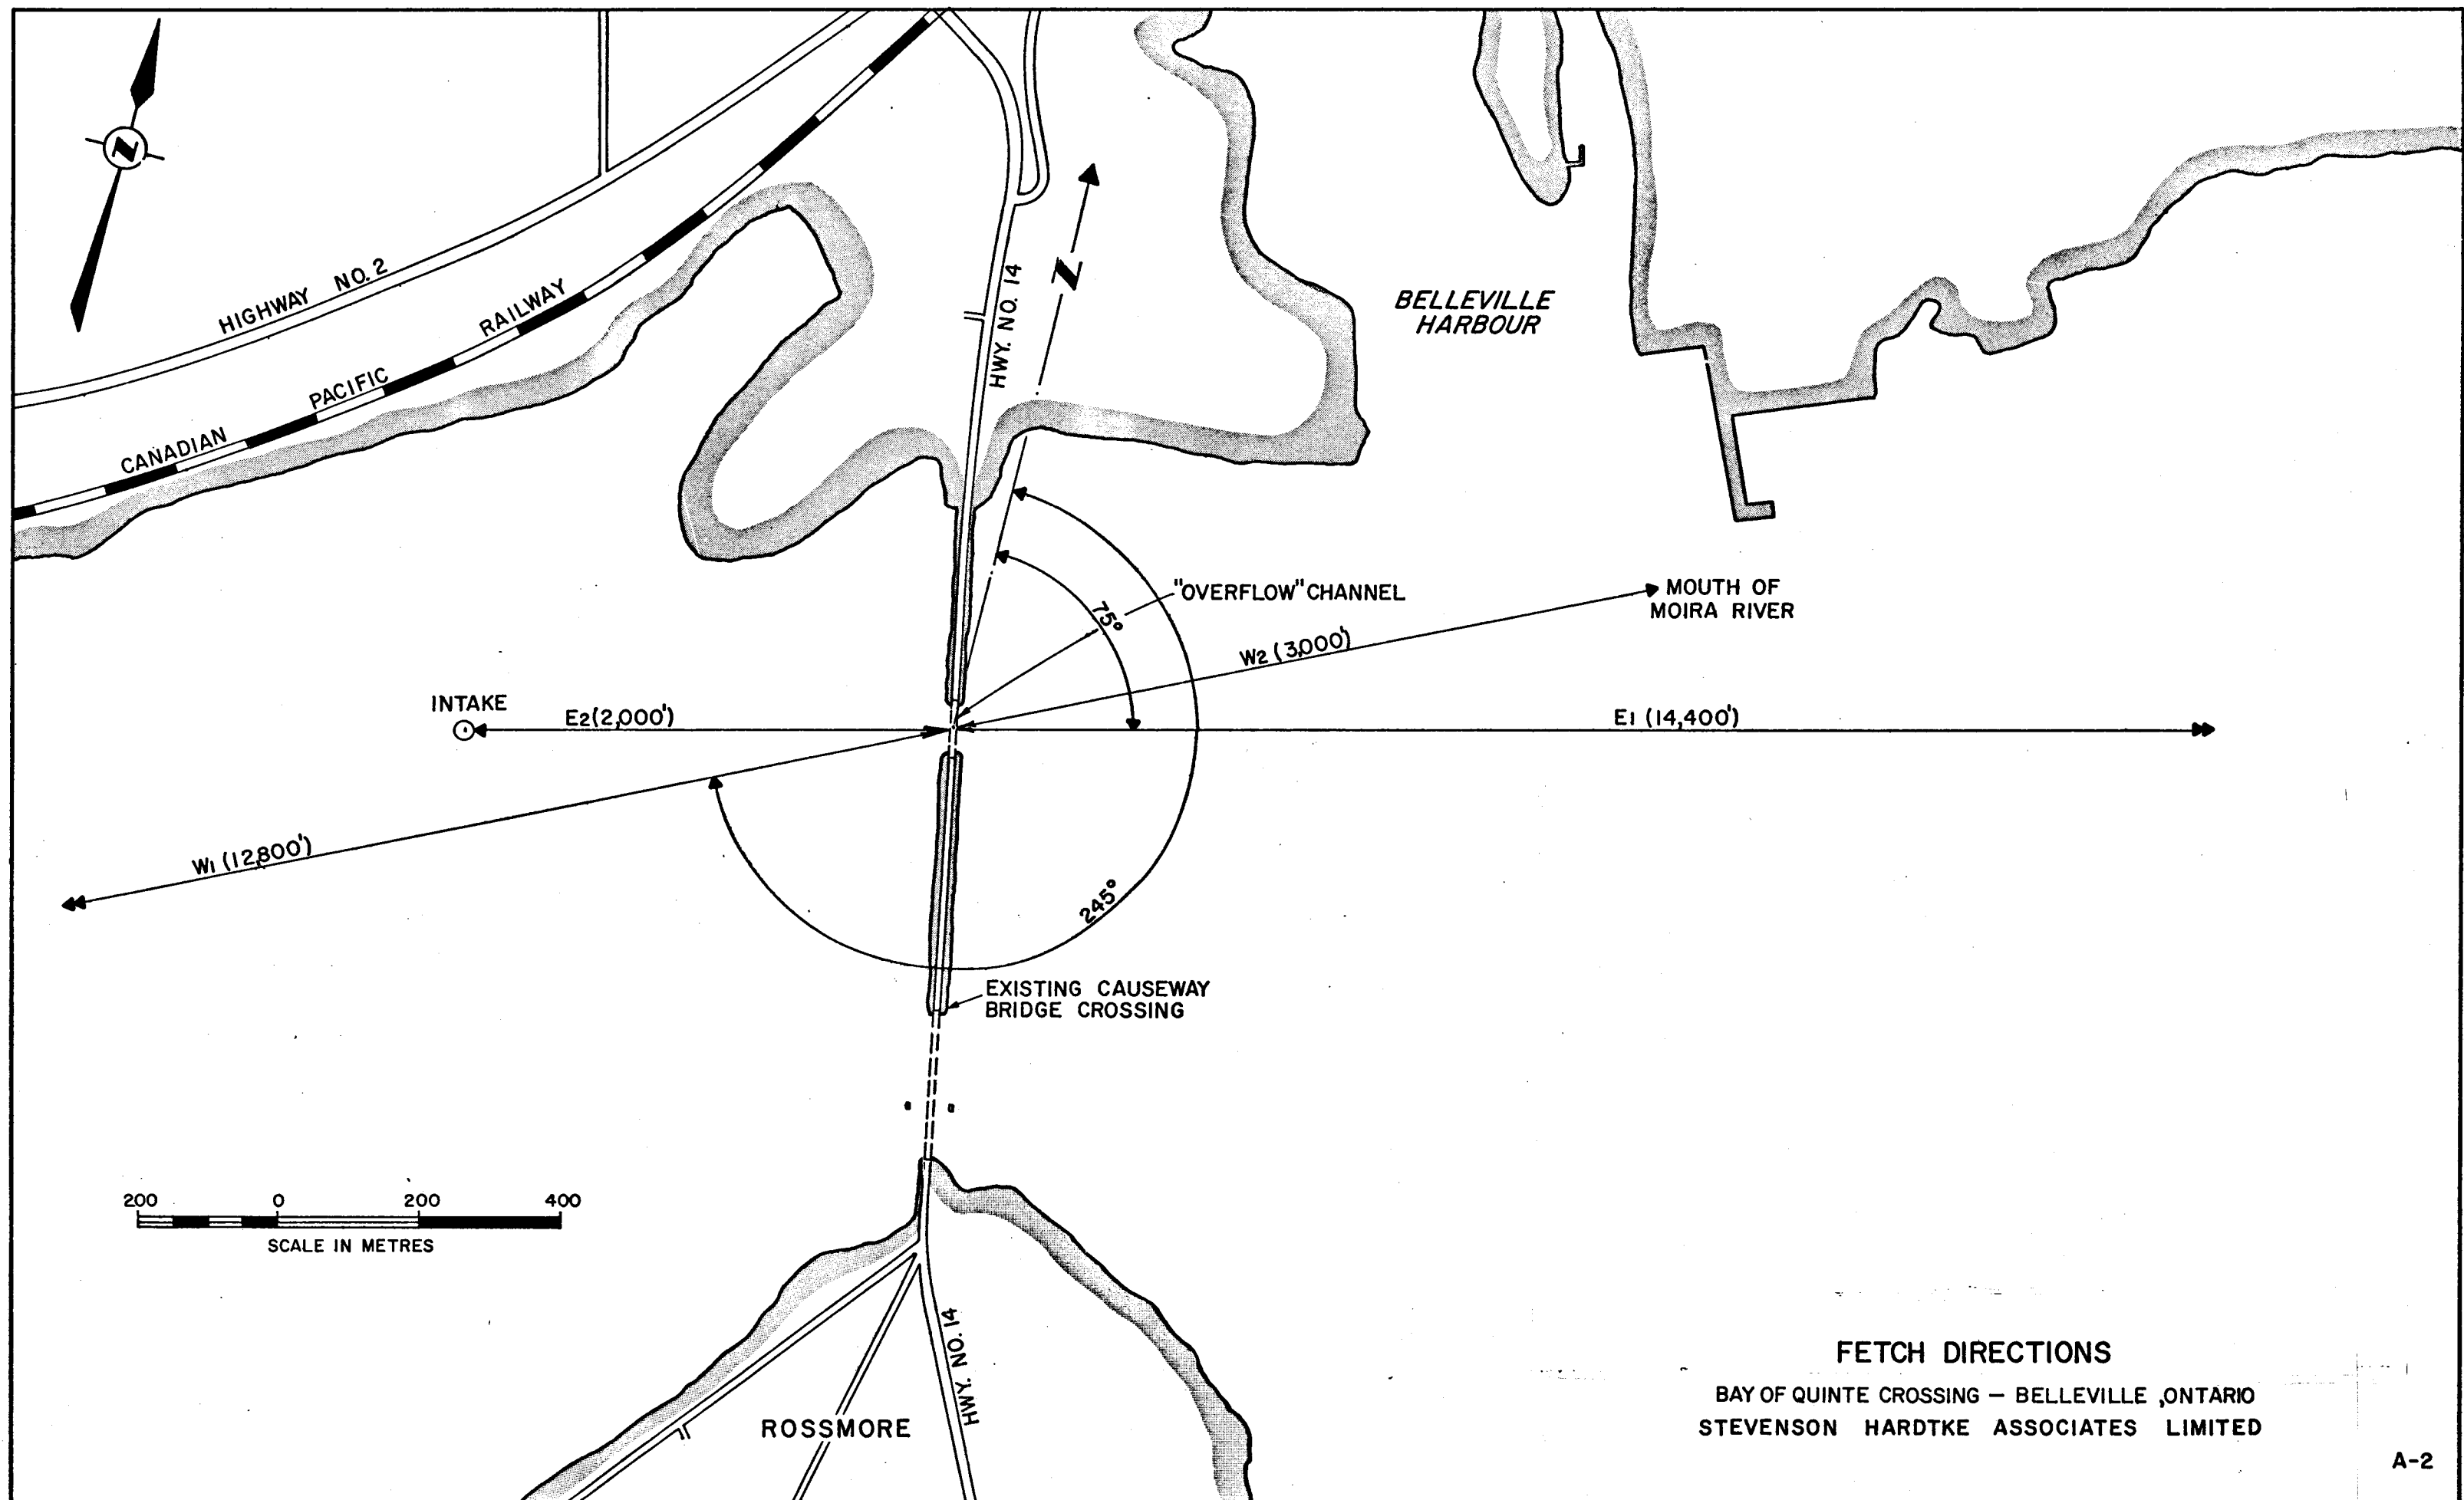 N
HIGHWAY NO. 2
CANADIAN PACIFIC RAILWAY
HWY. NO. 14
N
BELLEVILLE
HARBOUR
"OVERFLOW" CHANNEL
75°
MOUTH OF
MOIRA RIVER
W2 (3,000')
INTAKE
E2 (2,000')
E1 (14,400')
W1 (12,800')
245°
EXISTING CAUSEWAY
BRIDGE CROSSING
200 0 200 400
SCALE IN METRES
HWY. NO. 14
ROSSMORE
FETCH DIRECTIONS
BAY OF QUINTE CROSSING — BELLEVILLE ,ONTARIO
STEVENSON HARDTKE ASSOCIATES LIMITED
A-2